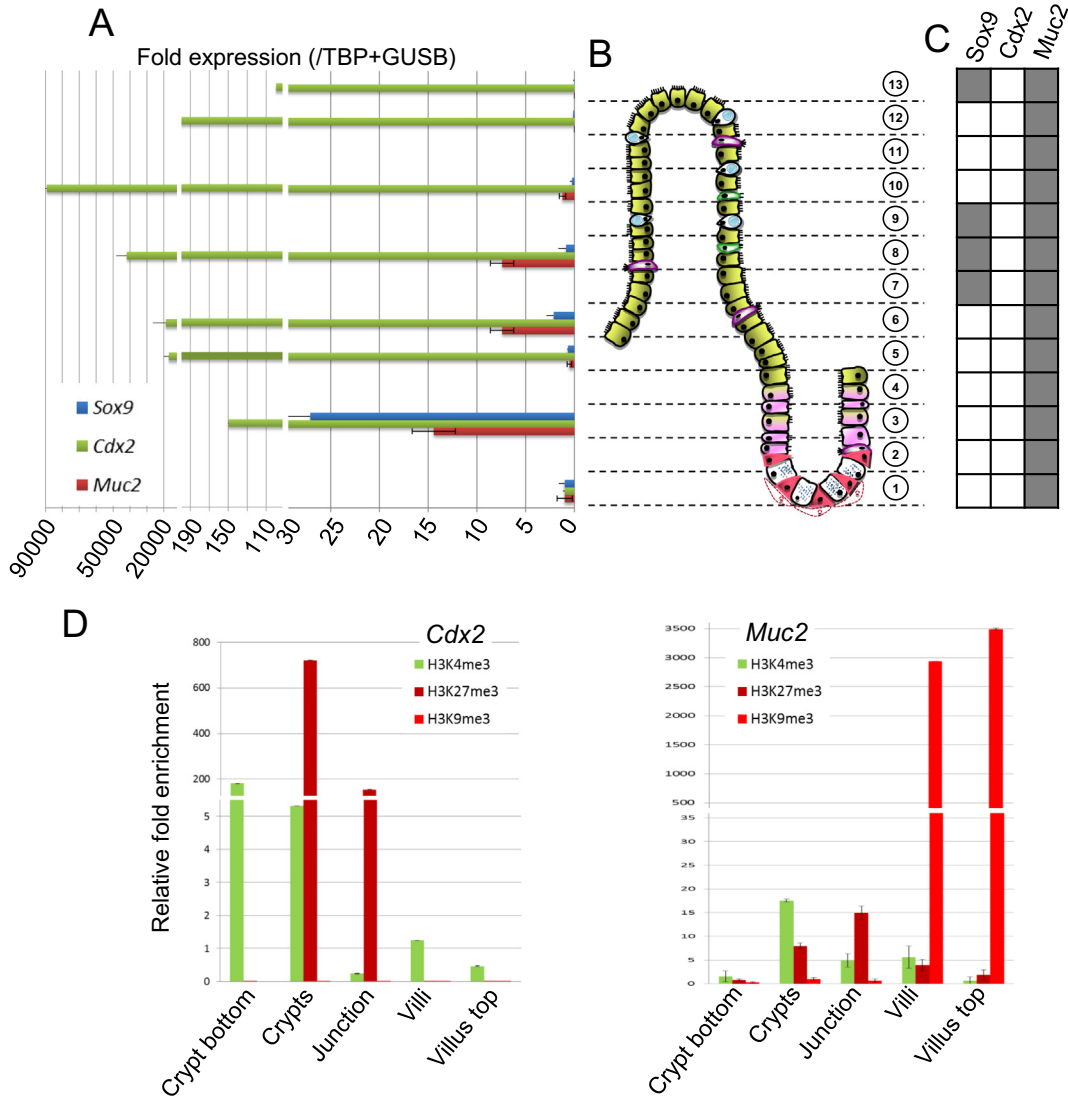 A
Fold expression (/TBP+GUSB)
Sox9
Cdx2
Muc2
90000
50000
20000
190
150
110
30
25
20
15
10
5
0
B
13
12
11
10
9
8
7
6
5
4
3
2
1
C
Sox9
Cdx2
Muc2
D
Relative fold enrichment
Cdx2
H3K4me3
H3K27me3
H3K9me3
800
700
600
400
200
5
4
3
2
1
0
Crypt bottom
Crypts
Junction
Villi
Villus top
Muc2
H3K4me3
H3K27me3
H3K9me3
3500
3000
2500
1000
500
35
30
25
20
15
10
5
0
Crypt bottom
Crypts
Junction
Villi
Villus top